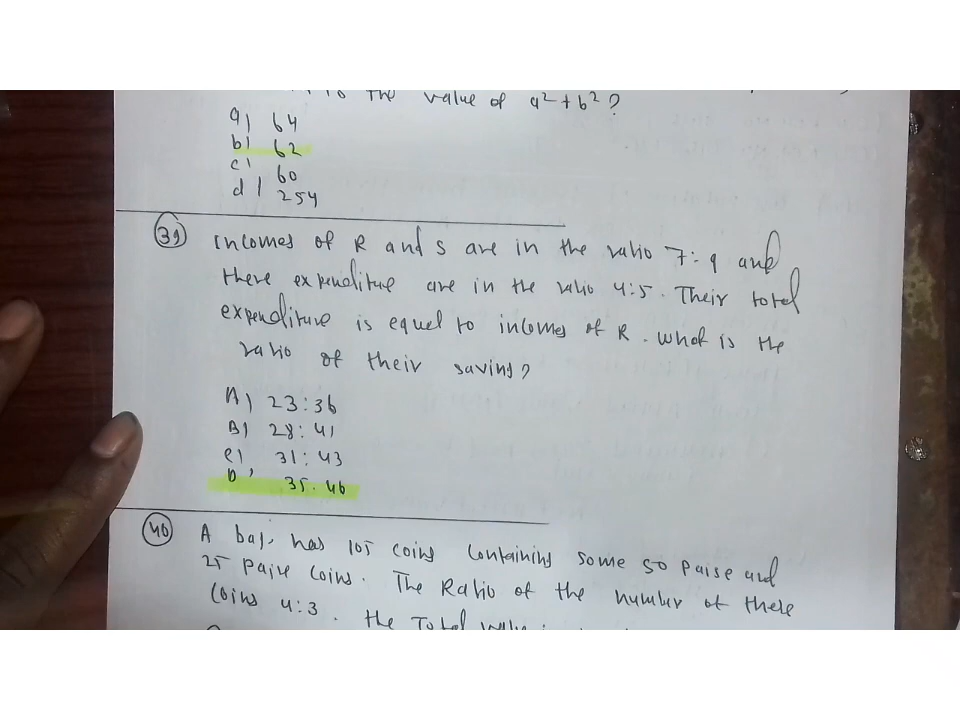 the value of a²+b²?
a) 64
b) 62
c) 60
d) 254
39 incomes of R and S are in the ratio 7:9 and
there expenditure are in the ratio 4:5. Their total
expenditure is equal to incomes of R. what is the
ratio of their saving?
A) 23:36
B) 28:41
C) 31:43
D) 35:46
40 A bag has 105 coins containing some 50 paise and
25 paise coins. The Ratio of the number of these
coins 4:3. the Total